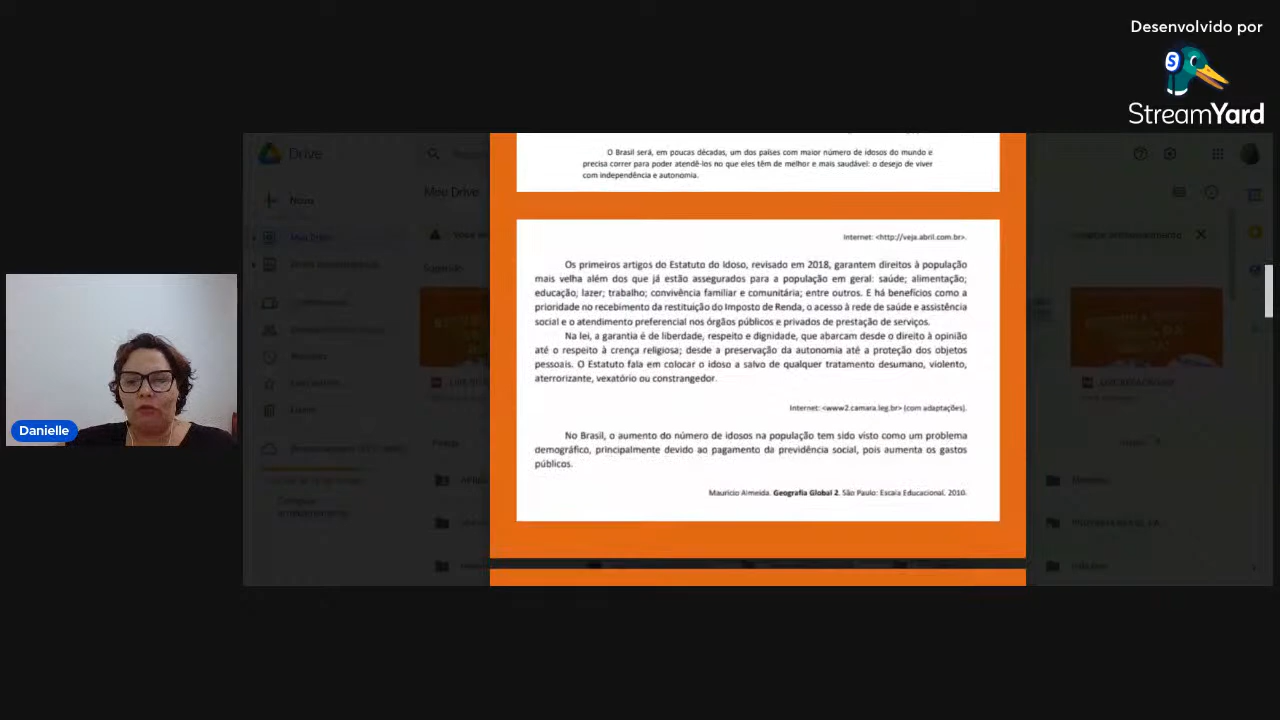 Desenvolvido por
StreamYard
Drive
Novo
Meu Drive
Meu Drive
O Brasil será, em poucas décadas, um dos países com maior número de idosos do mundo e
precisa correr para poder atendê-los no que eles têm de melhor e mais saudável: o desejo de viver
com independência e autonomia.
Internet: <http://veja.abril.com.br>.
Os primeiros artigos do Estatuto do Idoso, revisado em 2018, garantem direitos à população
mais velha além dos que já estão assegurados para a população em geral: saúde; alimentação;
educação; lazer; trabalho; convivência familiar e comunitária; entre outros. E há benefícios como a
prioridade no recebimento da restituição do Imposto de Renda, o acesso à rede de saúde e assistência
social e o atendimento preferencial nos órgãos públicos e privados de prestação de serviços.
Na lei, a garantia é de liberdade, respeito e dignidade, que abarcam desde o direito à opinião
até o respeito à crença religiosa; desde a preservação da autonomia até a proteção dos objetos
pessoais. O Estatuto fala em colocar o idoso a salvo de qualquer tratamento desumano, violento,
aterrorizante, vexatório ou constrangedor.
Internet: <www2.camara.leg.br> (com adaptações).
No Brasil, o aumento do número de idosos na população tem sido visto como um problema
demográfico, principalmente devido ao pagamento da previdência social, pois aumenta os gastos
públicos.
Maurício Almeida. Geografia Global 2. São Paulo: Escala Educacional, 2010.
Danielle